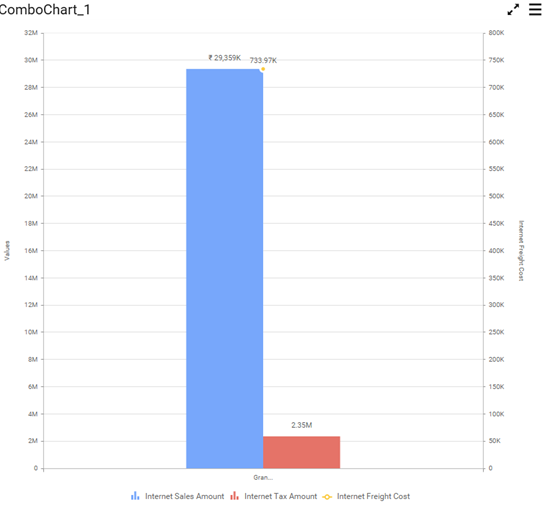 ComboChart_1
32M
30M
28M
26M
24M
22M
20M
18M
16M
14M
12M
10M
8M
6M
4M
2M
0
Values
₹ 29,359K
733.97K
2.35M
800K
750K
700K
650K
600K
550K
500K
450K
400K
350K
300K
250K
200K
150K
100K
50K
0
Internet Freight Cost
Gran...
Internet Sales Amount Internet Tax Amount Internet Freight Cost